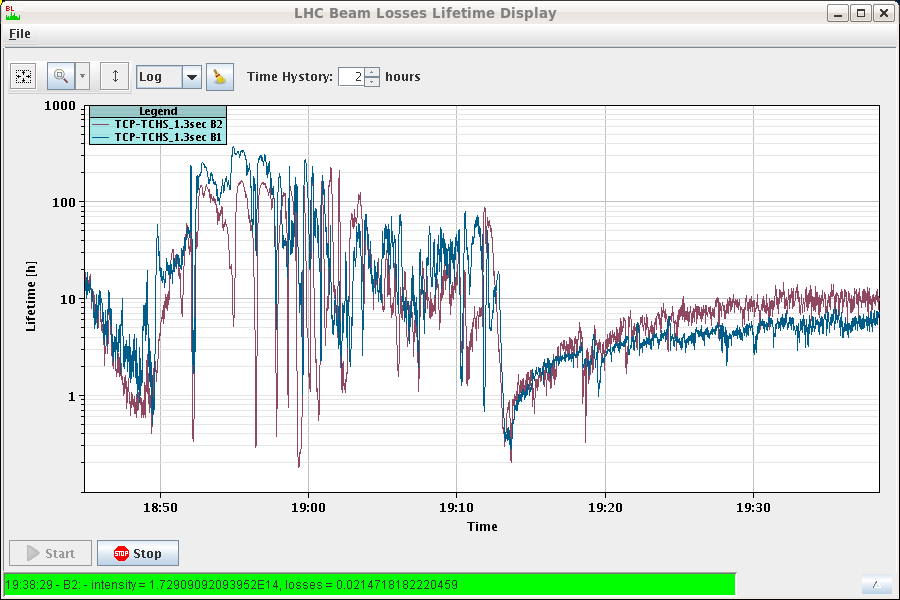 BL
LHC Beam Losses Lifetime Display
File
Log
Time Hystory: 2 hours
Legend
TCP-TCHS_1.3sec B2
TCP-TCHS_1.3sec B1
1000
100
10
1
Lifetime [h]
18:50 19:00 19:10 19:20 19:30
Time
Start
STOP Stop
19:38:29 - B2: - intensity = 1.72909092093952E14, losses = 0.0214718182220459